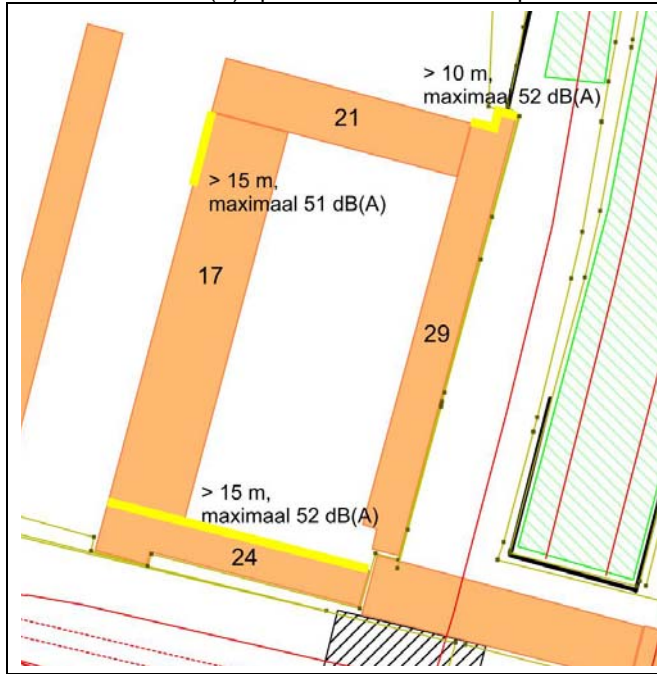 > 10 m,
maximaal 52 dB(A)
21
> 15 m,
maximaal 51 dB(A)
17
29
> 15 m,
maximaal 52 dB(A)
24